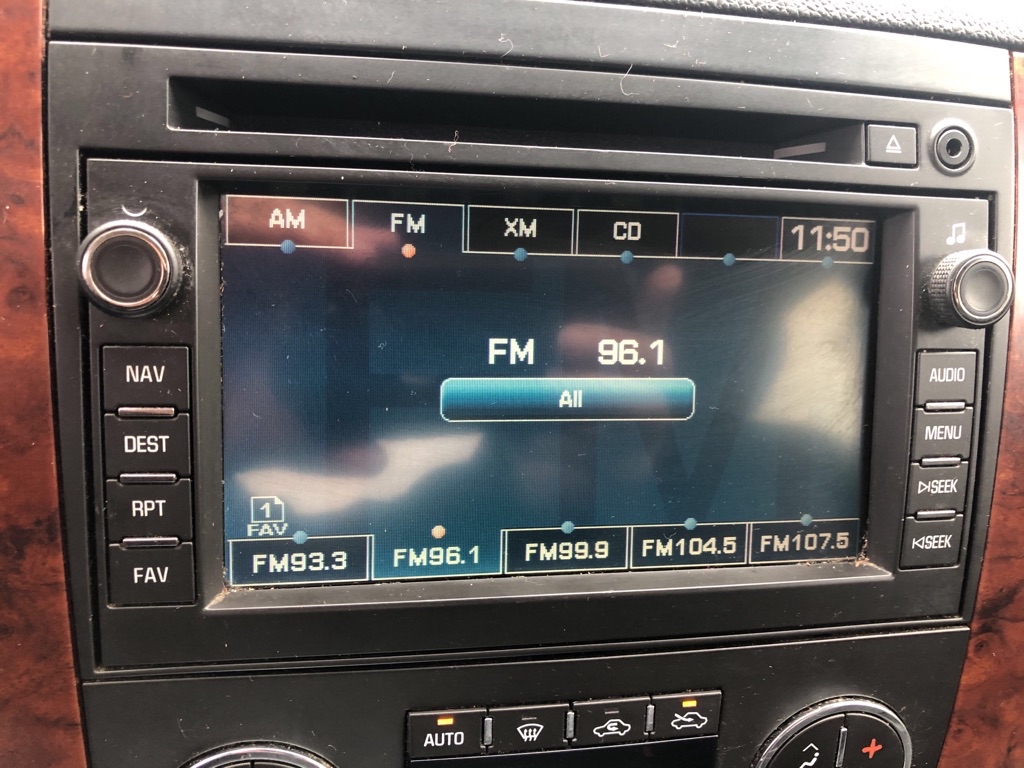 AM FM XM CD 11:50
NAV
DEST
RPT
FAV
FM 96.1
All
1
FAV
FM93.3 FM96.1 FM99.9 FM104.5 FM107.5
AUDIO
MENU
SEEK
SEEK
AUTO